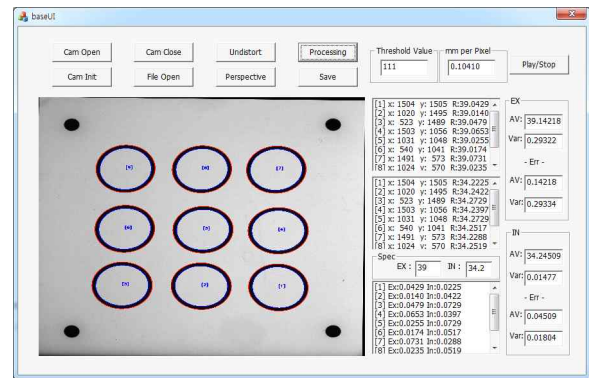 baseUI
Cam Open Cam Close Undistort Processing
Cam Init File Open Perspective Save
Threshold Value
111
mm per Pixel
0.10410
Play/Stop
[9] [8] [7]
[6] [5] [4]
[3] [2] [1]
[1] x: 1504 y: 1505 R:39.0429
[2] x: 1020 y: 1495 R:39.0140
[3] x: 523 y: 1489 R:39.0479
[4] x: 1503 y: 1056 R:39.0653
[5] x: 1031 y: 1048 R:39.0255
[6] x: 540 y: 1041 R:39.0174
[7] x: 1491 y: 573 R:39.0731
[8] x: 1024 y: 570 R:39.0235
[1] x: 1504 y: 1505 R:34.2225
[2] x: 1020 y: 1495 R:34.2422
[3] x: 523 y: 1489 R:34.2729
[4] x: 1503 y: 1056 R:34.2397
[5] x: 1031 y: 1048 R:34.2729
[6] x: 540 y: 1041 R:34.2517
[7] x: 1491 y: 573 R:34.2288
[8] x: 1024 y: 570 R:34.2519
Spec
EX : 39 IN : 34.2
[1] Ex:0.0429 In:0.0225
[2] Ex:0.0140 In:0.0422
[3] Ex:0.0479 In:0.0729
[4] Ex:0.0653 In:0.0397
[5] Ex:0.0255 In:0.0729
[6] Ex:0.0174 In:0.0517
[7] Ex:0.0731 In:0.0288
[8] Ex:0.0235 In:0.0519
EX
AV: 39.14218
Var: 0.29322
- Err -
AV: 0.14218
Var: 0.29334
IN
AV: 34.24509
Var: 0.01477
- Err -
AV: 0.04509
Var: 0.01804